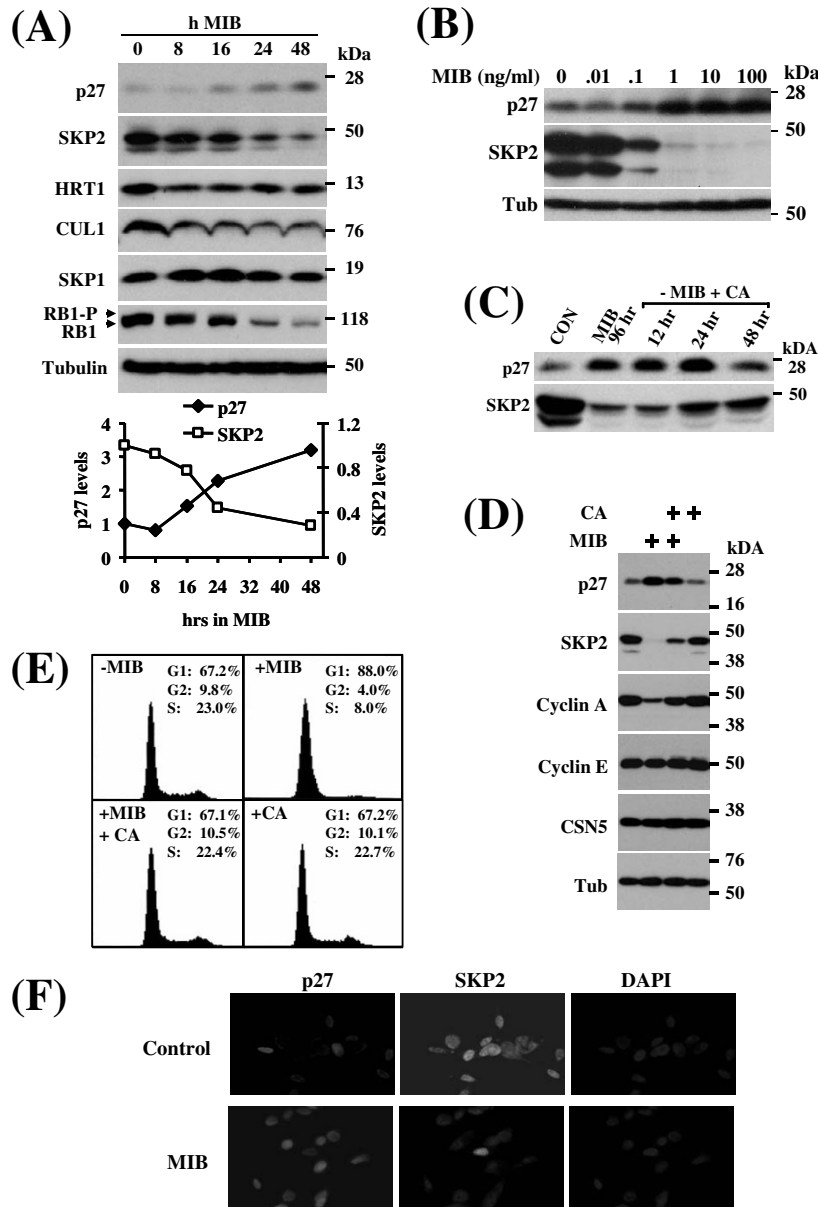 (A)
h MIB
0 8 16 24 48 kDa
p27 28
SKP2 50
HRT1 13
CUL1 76
SKP1 19
RB1-P
RB1 118
Tubulin 50
p27
SKP2
4 3 2 1 0
p27 levels
1.2 0.8 0.4 0
SKP2 levels
0 8 16 24 32 40 48
hrs in MIB
(B)
MIB (ng/ml) 0 .01 .1 1 10 100 kDa
p27 28
SKP2 50
Tub 50
(C)
- MIB + CA
CON MIB 96 hr 12 hr 24 hr 48 hr kDA
p27 28
SKP2 50
(D)
CA + +
MIB + + kDA
p27 28
16
SKP2 50
38
Cyclin A 50
38
Cyclin E 50
CSN5 38
Tub 76
50
(E)
-MIB G1: 67.2%
G2: 9.8%
S: 23.0%
+MIB G1: 88.0%
G2: 4.0%
S: 8.0%
+MIB + CA G1: 67.1%
G2: 10.5%
S: 22.4%
+CA G1: 67.2%
G2: 10.1%
S: 22.7%
(F)
p27 SKP2 DAPI
Control
MIB